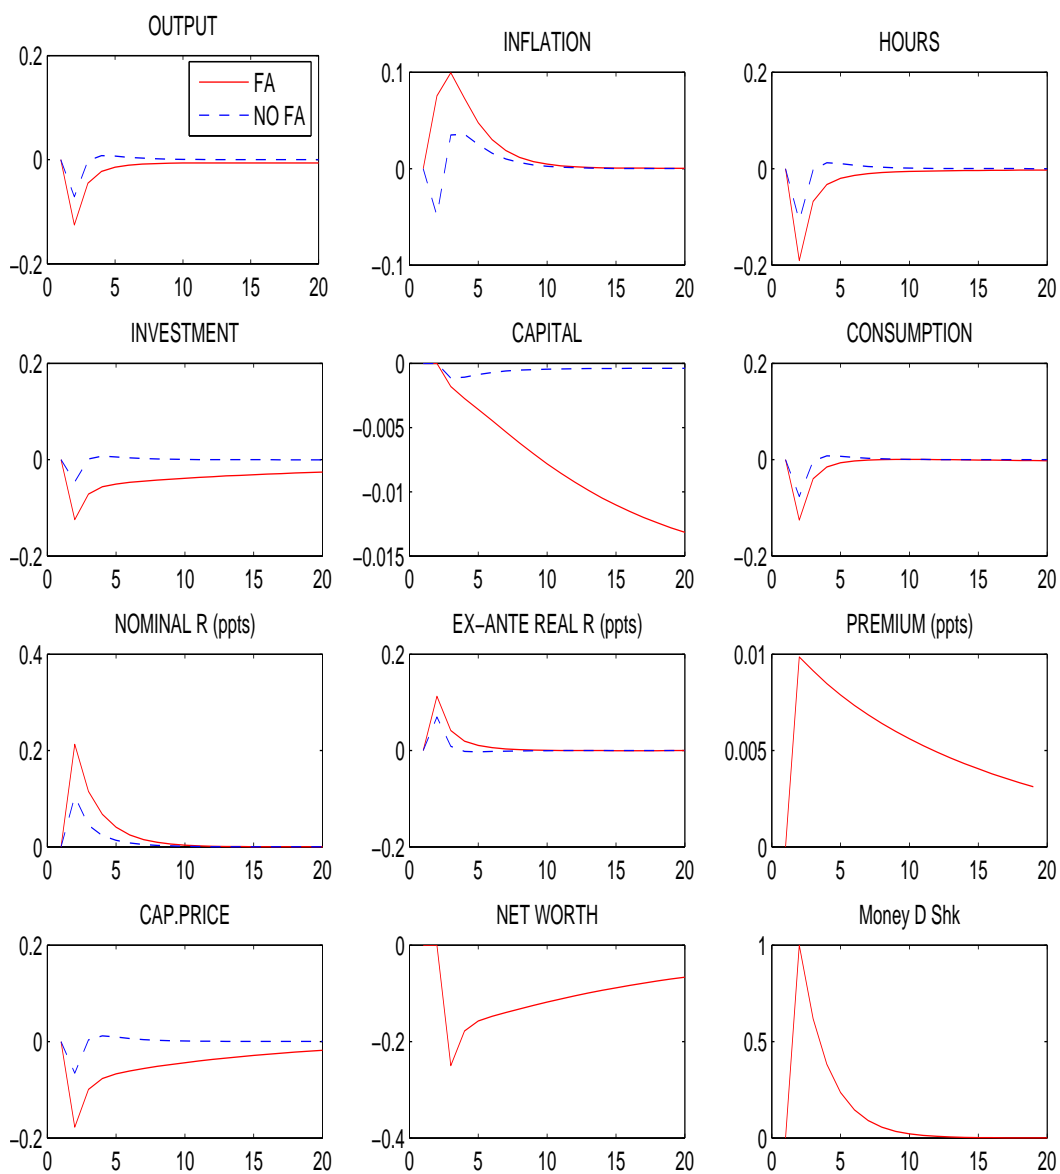 OUTPUT
INFLATION
HOURS
0.2
0
−0.2
FA
NO FA
0 5 10 15 20
0.1
0
−0.1
0 5 10 15 20
0.2
0
−0.2
0 5 10 15 20
INVESTMENT
CAPITAL
CONSUMPTION
0.2
0
−0.2
0 5 10 15 20
0
−0.005
−0.01
−0.015
0 5 10 15 20
0.2
0
−0.2
0 5 10 15 20
NOMINAL R (ppts)
EX−ANTE REAL R (ppts)
PREMIUM (ppts)
0.4
0.2
0
0 5 10 15 20
0.2
0
−0.2
0 5 10 15 20
0.01
0.005
0
0 5 10 15 20
CAP.PRICE
NET WORTH
Money D Shk
0.2
0
−0.2
0 5 10 15 20
0
−0.2
−0.4
0 5 10 15 20
1
0.5
0
0 5 10 15 20